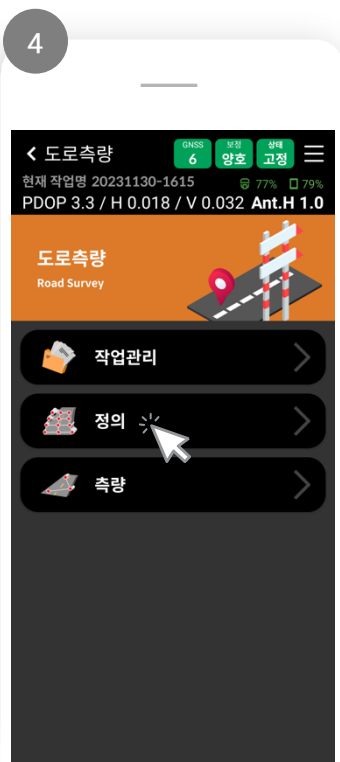 4
도로측량
GNSS 6 보정 양호 상태 고정
현재 작업명 20231130-1615 77% 79%
PDOP 3.3 / H 0.018 / V 0.032 Ant.H 1.0
도로측량
Road Survey
작업관리
정의
측량